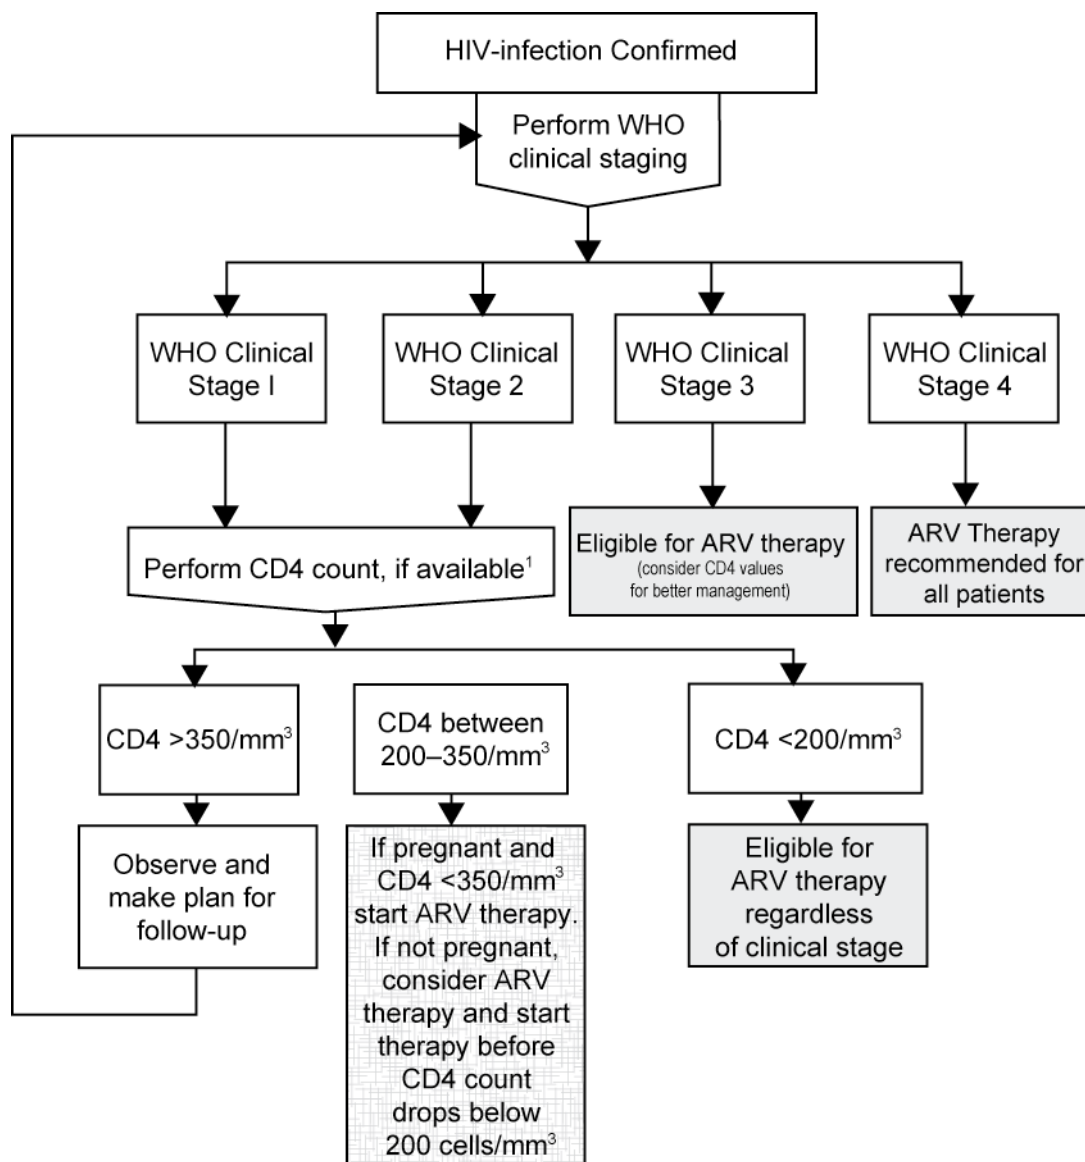 HIV-infection Confirmed
Perform WHO
clinical staging
WHO Clinical
Stage I
WHO Clinical
Stage 2
WHO Clinical
Stage 3
WHO Clinical
Stage 4
Perform CD4 count, if available¹
Eligible for ARV therapy
(consider CD4 values
for better management)
ARV Therapy
recommended for
all patients
CD4 >350/mm³
CD4 between
200–350/mm³
CD4 <200/mm³
Observe and
make plan for
follow-up
If pregnant and
CD4 <350/mm³
start ARV therapy.
If not pregnant,
consider ARV
therapy and start
therapy before
CD4 count
drops below
200 cells/mm³
Eligible for
ARV therapy
regardless
of clinical stage